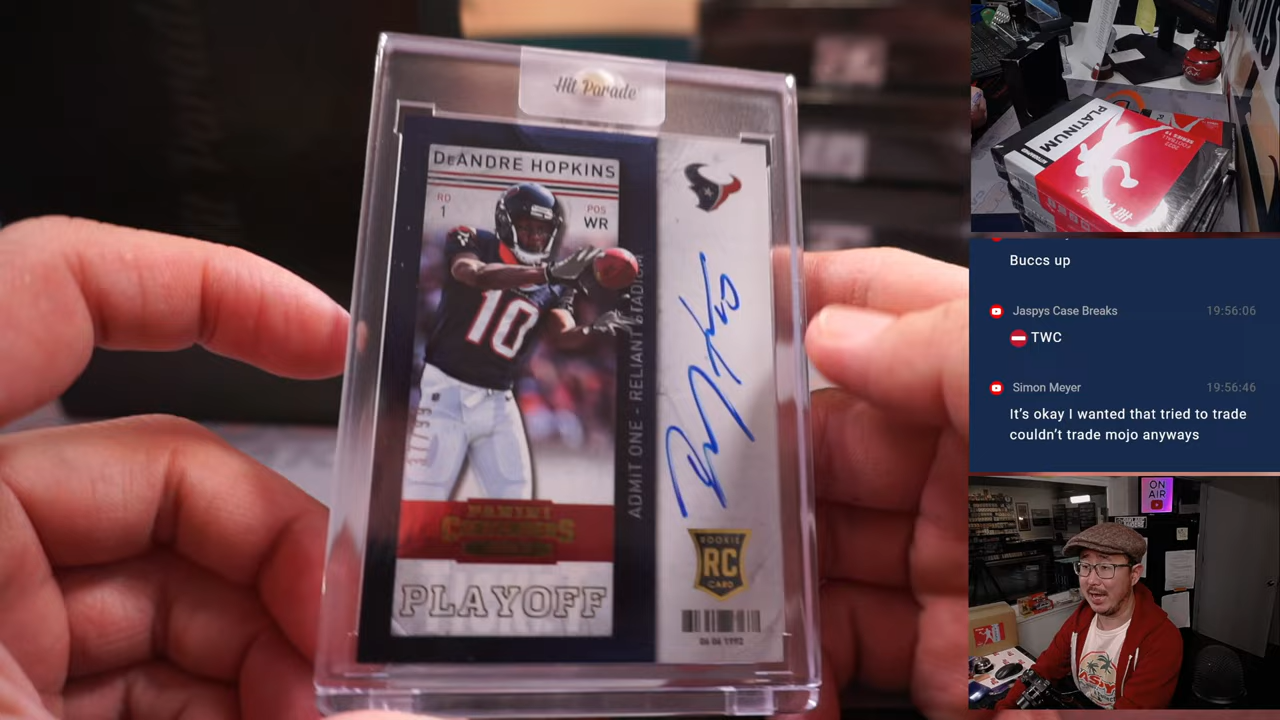 Hit Parade
DeANDRE HOPKINS
RD
1
POS
WR
10
ADMIT ONE - RELIANT STADIUM
PANINI
CONTENDERS
PLAYOFF
ROOKIE
RC
CARD
PLATINUM
Buccs up
Jaspys Case Breaks
19:56:06
TWC
Simon Meyer
19:56:46
It's okay I wanted that tried to trade
couldn't trade mojo anyways
ON
AIR